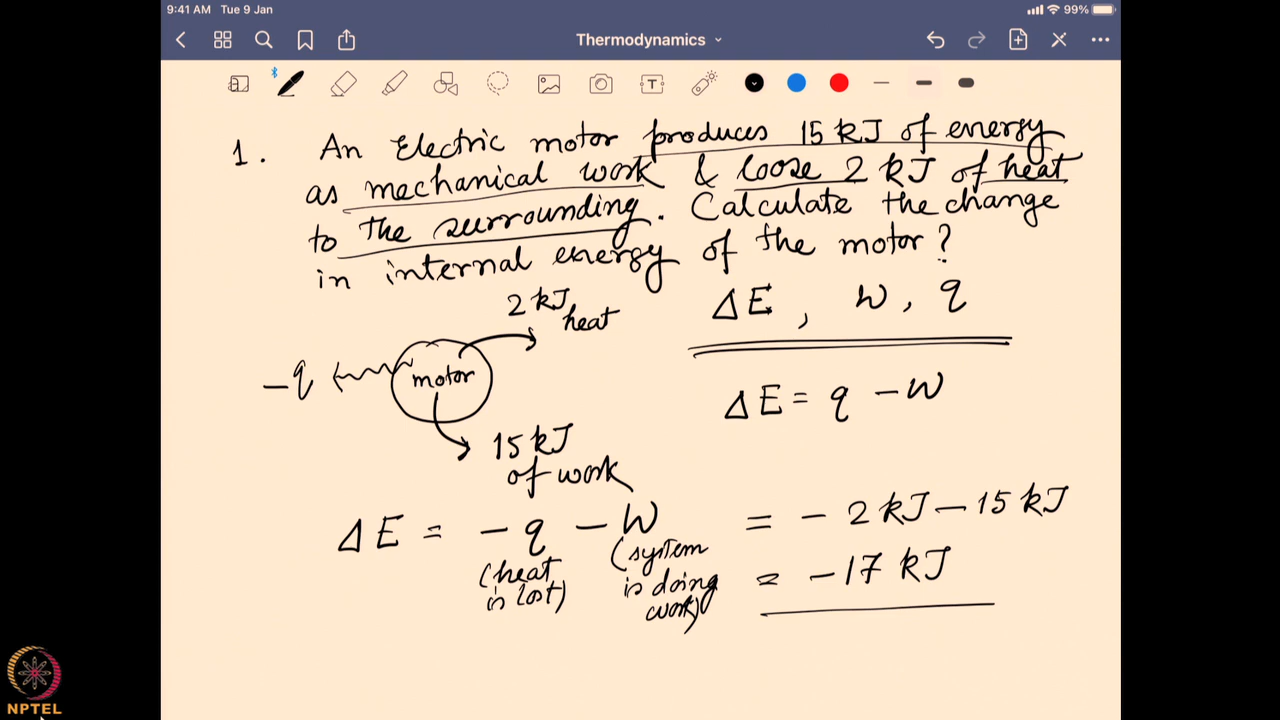 9:41 AM Tue 9 Jan
99%
Thermodynamics
T
1. An Electric motor produces 15 kJ of energy
as mechanical work & loose 2 kJ of heat
to the surrounding. Calculate the change
in internal energy of the motor?
2 kJ
heat
ΔE, W, q
-q
motor
ΔE = q - W
15 kJ
of work
ΔE = - q - W = - 2 kJ - 15 kJ
(heat is lost)
(system is doing work)
= - 17 kJ
NPTEL